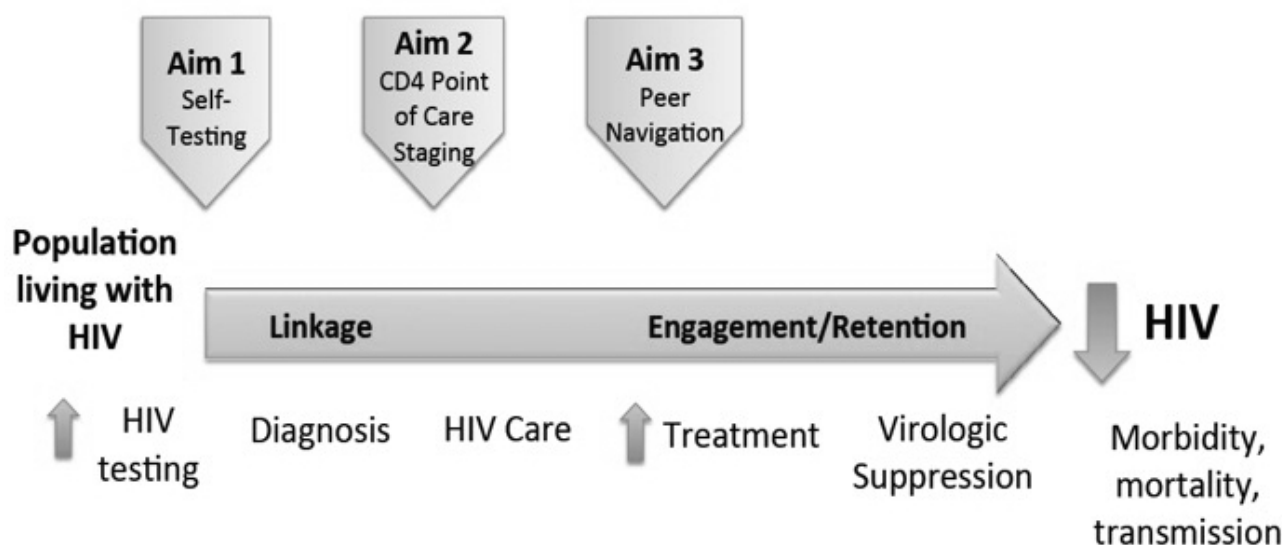 Aim 1
Self-
Testing
Aim 2
CD4 Point
of Care
Staging
Aim 3
Peer
Navigation
Population
living with
HIV
Linkage
Engagement/Retention
HIV
HIV
testing
Diagnosis
HIV Care
Treatment
Virologic
Suppression
Morbidity,
mortality,
transmission